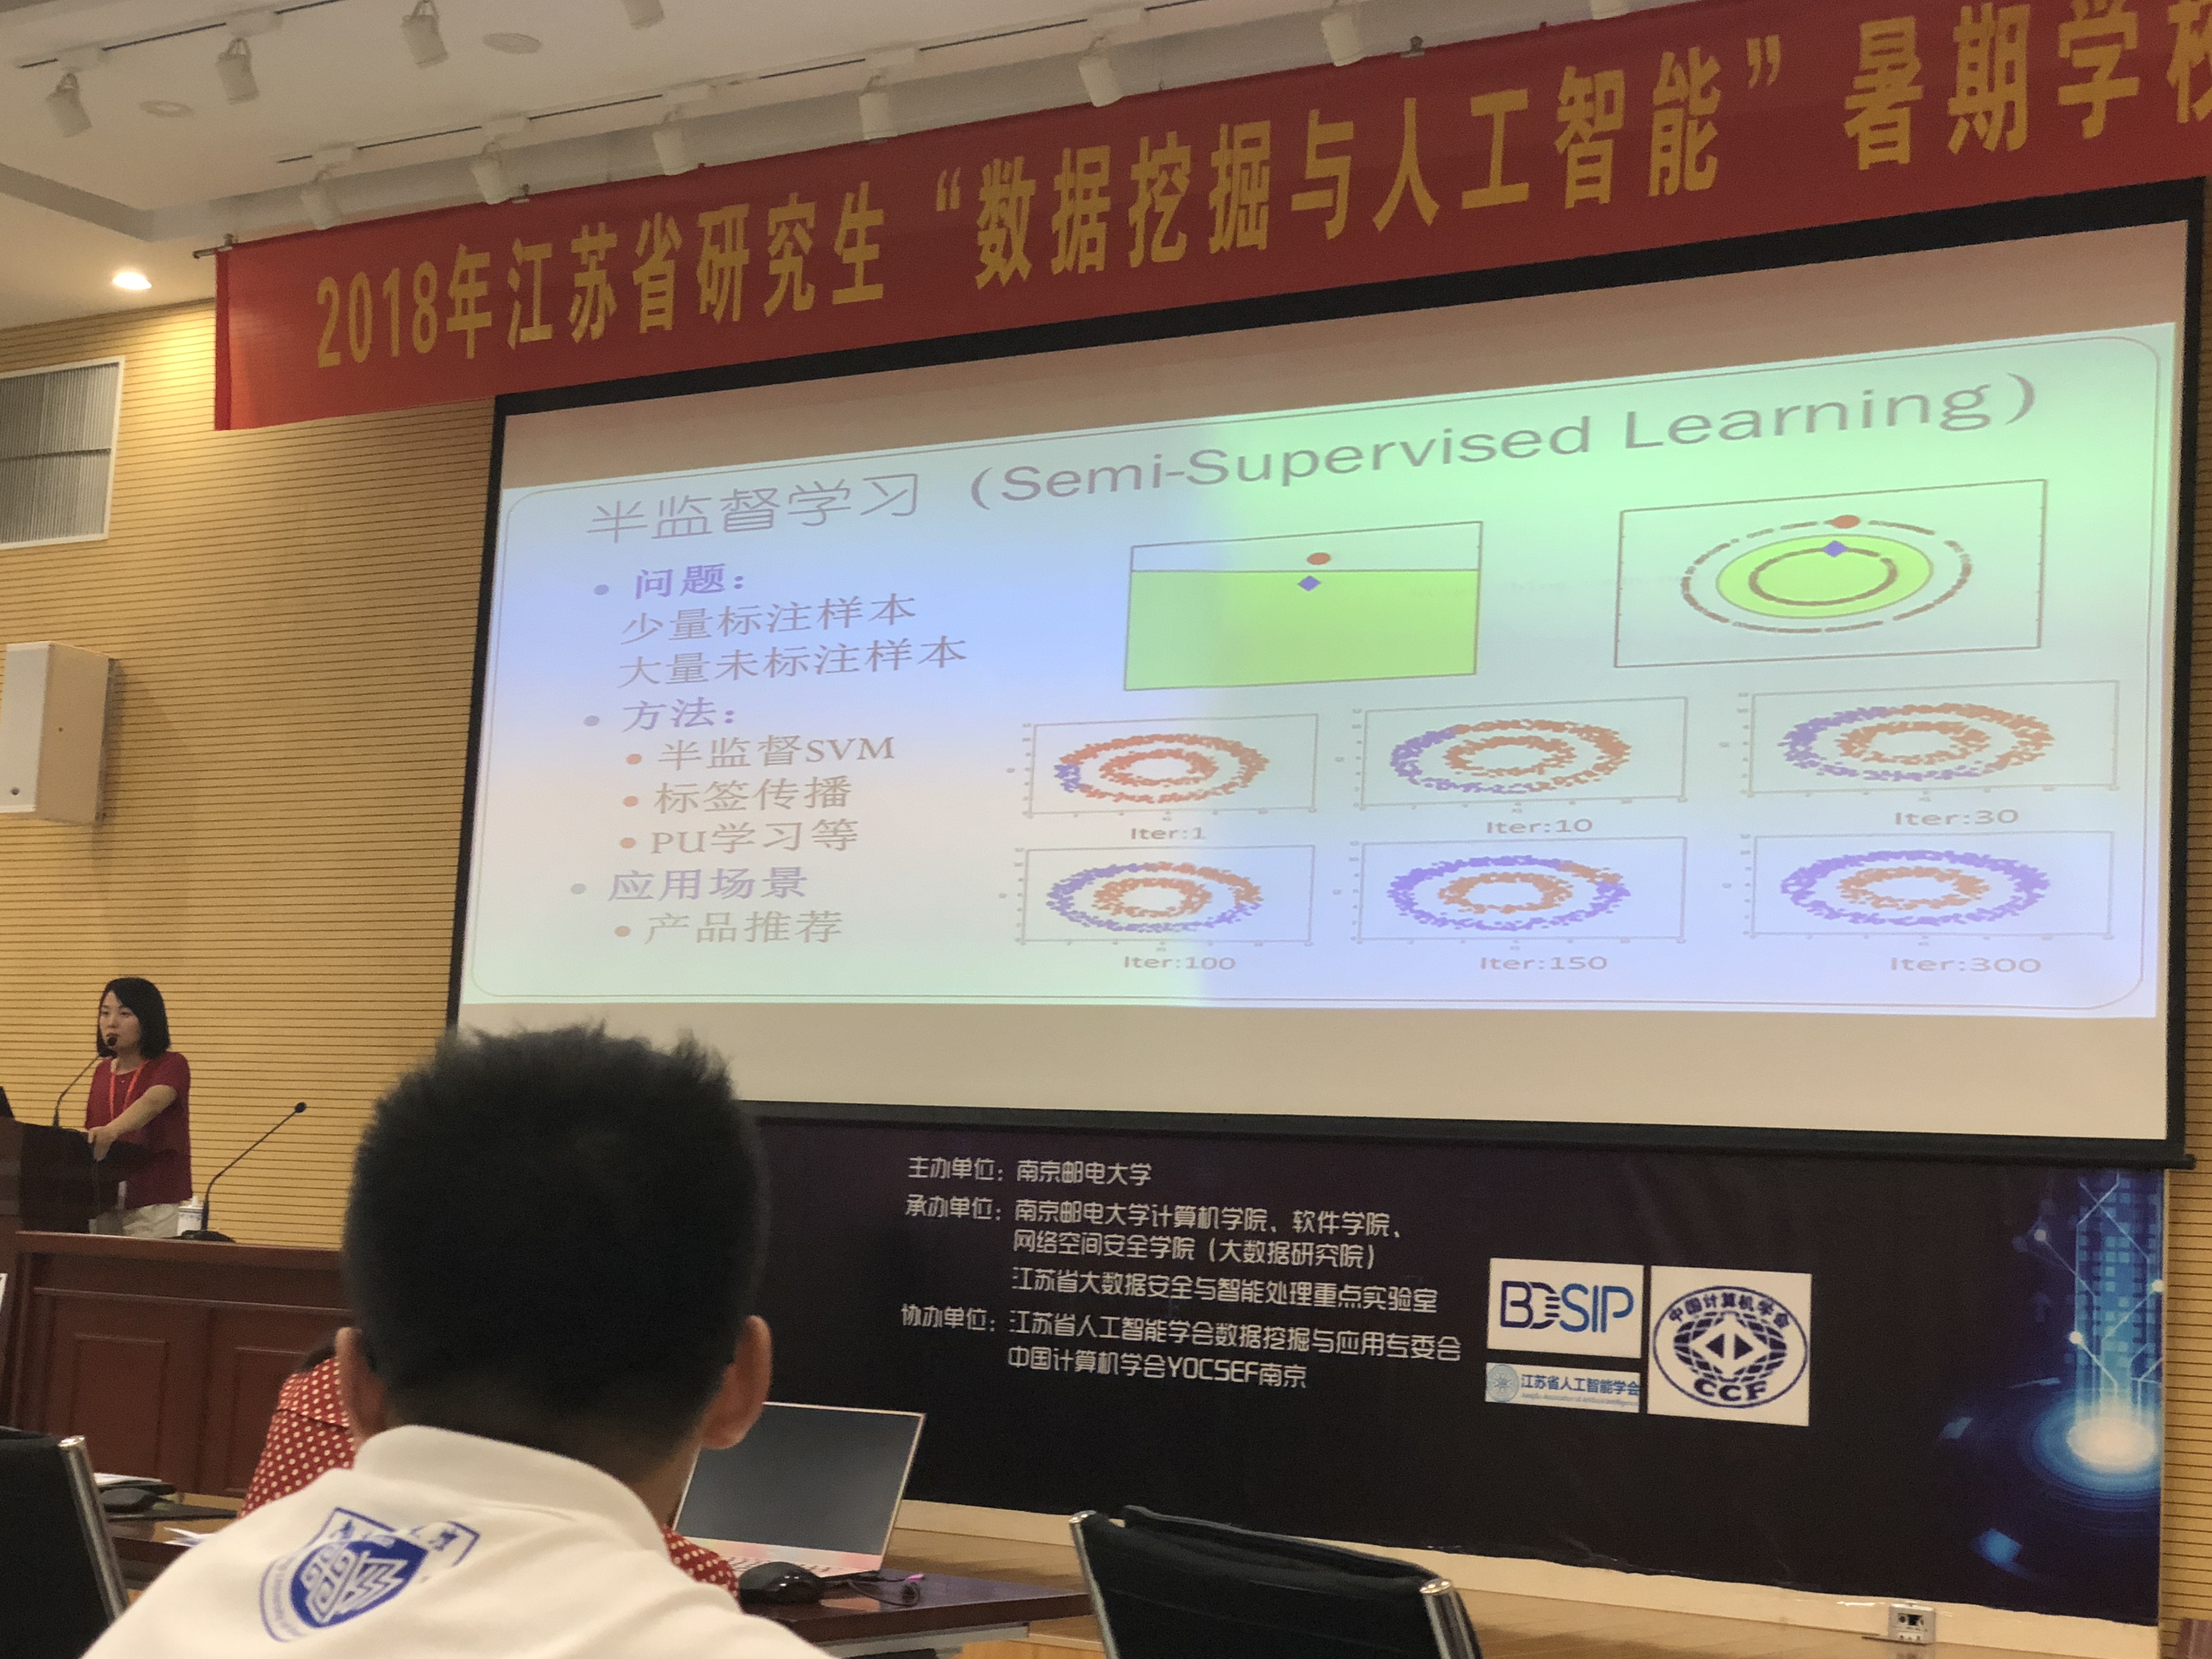 2018年江苏省研究生“数据挖掘与人工智能”暑期学校
半监督学习（Semi-Supervised Learning）
• 问题：
少量标注样本
大量未标注样本
• 方法：
• 半监督SVM
• 标签传播
• PU学习等
• 应用场景
• 产品推荐
Iter:1
Iter:10
Iter:30
Iter:100
Iter:150
Iter:300
主办单位：南京邮电大学
承办单位：南京邮电大学计算机学院、软件学院、
网络空间安全学院（大数据研究院）
江苏省大数据安全与智能处理重点实验室
协办单位：江苏省人工智能学会数据挖掘与应用专委会
中国计算机学会YOCSEF南京
BDSIP
江苏省人工智能学会
中国计算机学会
CCF